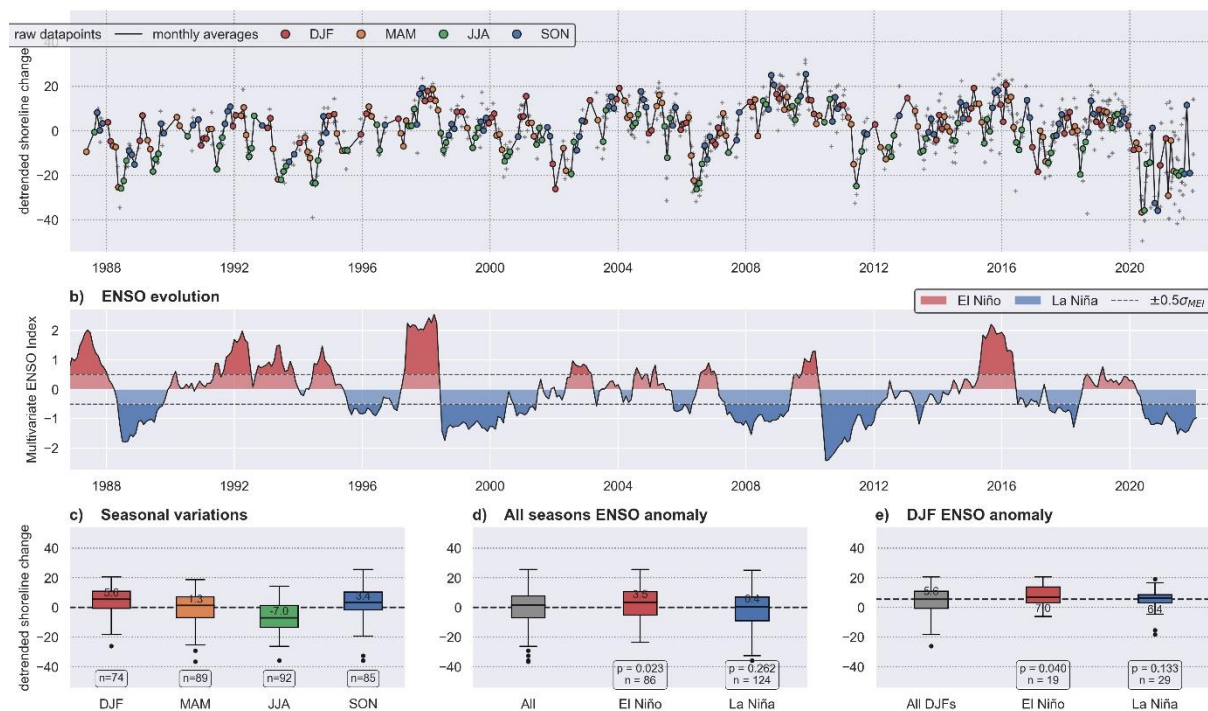 raw datapoints monthly averages DJF MAM JJA SON
detrended shoreline change
20
0
−20
−40
1988 1992 1996 2000 2004 2008 2012 2016 2020
b) ENSO evolution
El Niño La Niña ±0.5σMEI
Multivariate ENSO Index
2
1
0
−1
−2
1988 1992 1996 2000 2004 2008 2012 2016 2020
c) Seasonal variations
detrended shoreline change
40
20
0
−20
−40
5.6 1.3 -7.0 3.4
n=74 n=89 n=92 n=85
DJF MAM JJA SON
d) All seasons ENSO anomaly
40
20
0
−20
−40
3.5 0.4
p = 0.023 p = 0.262
n = 86 n = 124
All El Niño La Niña
e) DJF ENSO anomaly
40
20
0
−20
−40
5.6 7.0 6.4
p = 0.040 p = 0.133
n = 19 n = 29
All DJFs El Niño La Niña